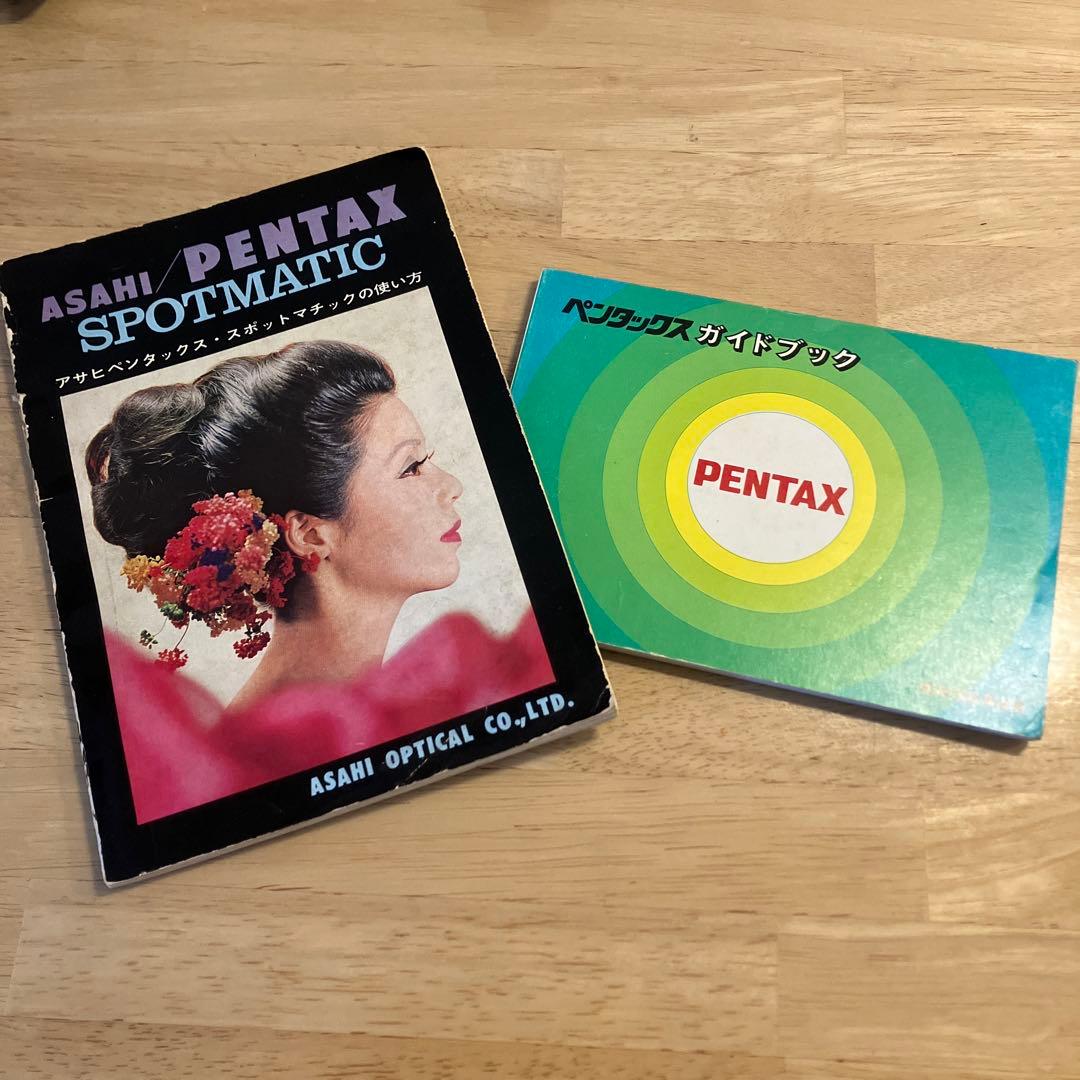 ASAHI/PENTAX
SPOTMATIC
アサヒペンタックス・スポットマチックの使い方
ASAHI OPTICAL CO.,LTD.
ペンタックス ガイドブック
PENTAX